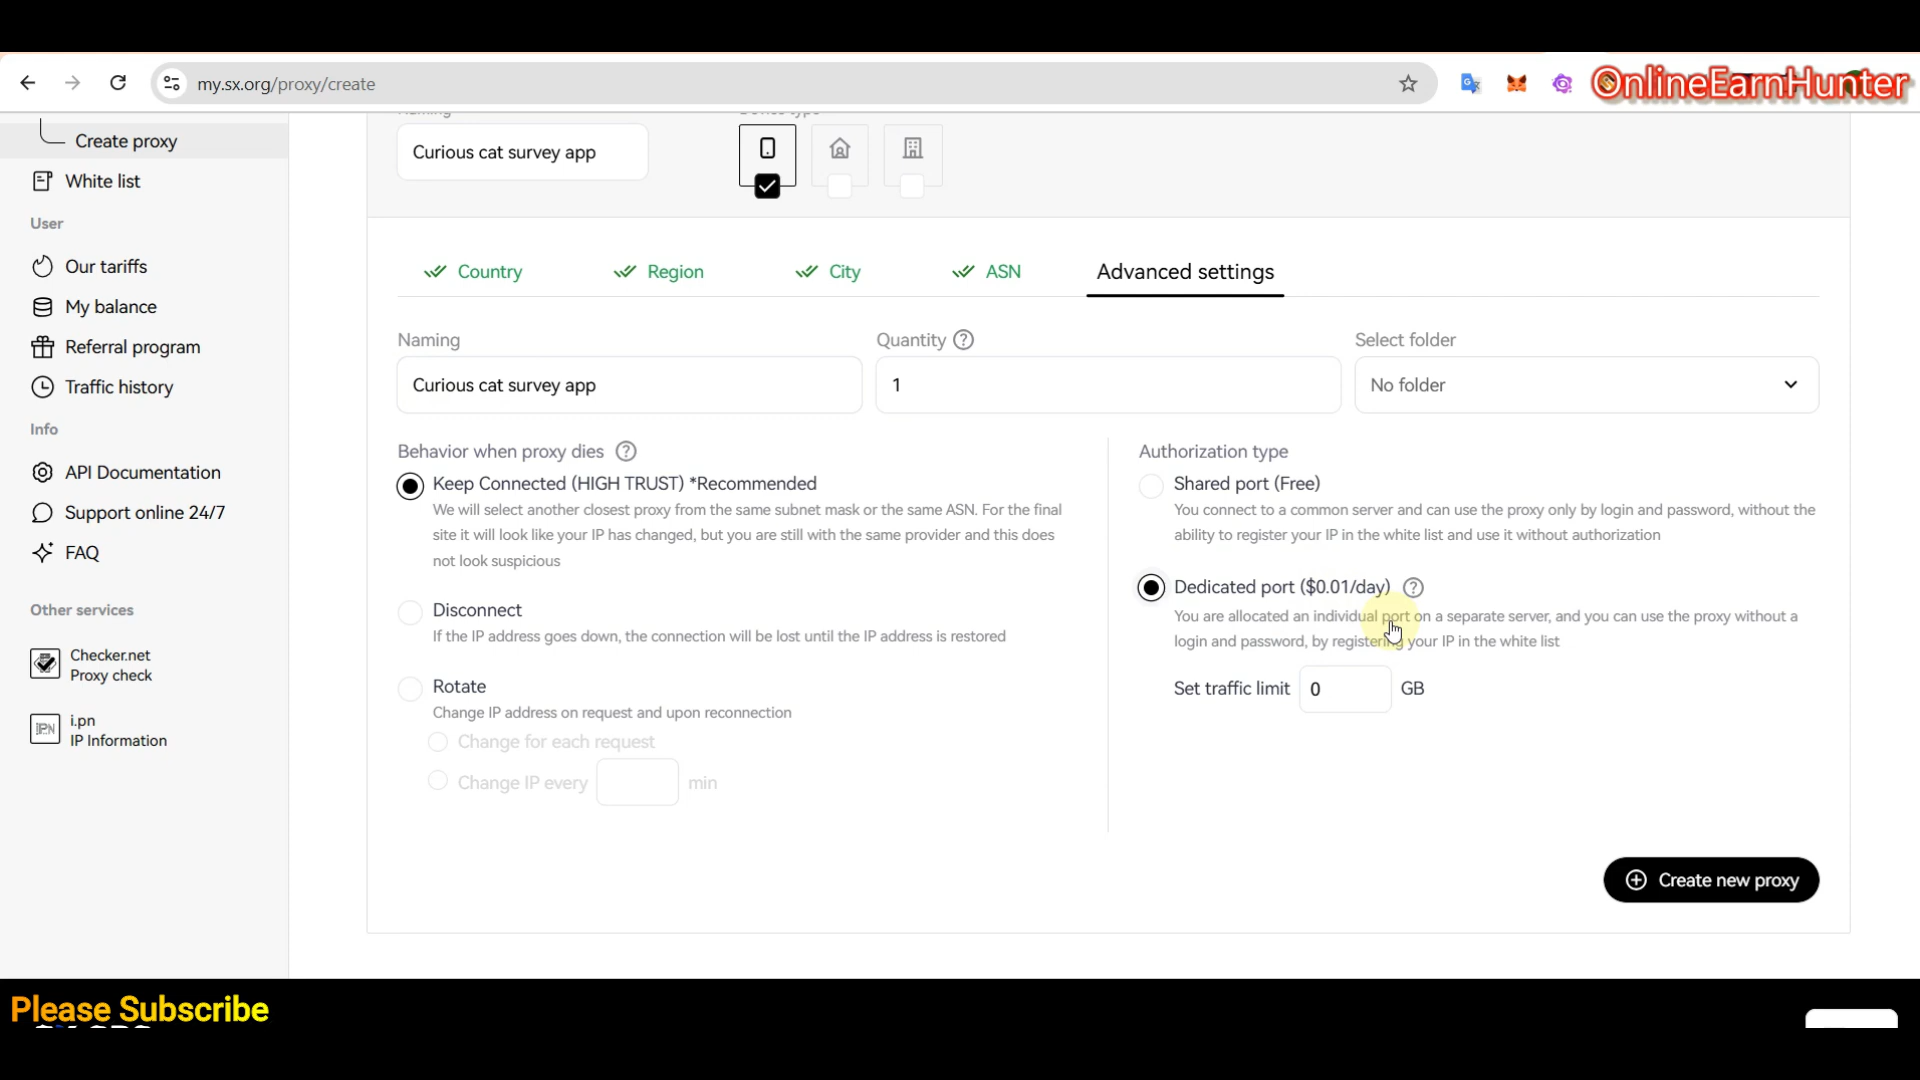 my.sx.org/proxy/create
OnlineEarnHunter
Create proxy
White list
User
Our tariffs
My balance
Referral program
Traffic history
Info
API Documentation
Support online 24/7
FAQ
Other services
Checker.net
Proxy check
IPN
i.pn
IP Information
Naming
Device type
Curious cat survey app
Country
Region
City
ASN
Advanced settings
Naming
Curious cat survey app
Quantity ?
1
Select folder
No folder
Behavior when proxy dies ?
Keep Connected (HIGH TRUST) *Recommended
We will select another closest proxy from the same subnet mask or the same ASN. For the final
site it will look like your IP has changed, but you are still with the same provider and this does
not look suspicious
Disconnect
If the IP address goes down, the connection will be lost until the IP address is restored
Rotate
Change IP address on request and upon reconnection
Change for each request
Change IP every min
Authorization type
Shared port (Free)
You connect to a common server and can use the proxy only by login and password, without the
ability to register your IP in the white list and use it without authorization
Dedicated port ($0.01/day) ?
You are allocated an individual port on a separate server, and you can use the proxy without a
login and password, by registering your IP in the white list
Set traffic limit 0 GB
Create new proxy
Please Subscribe